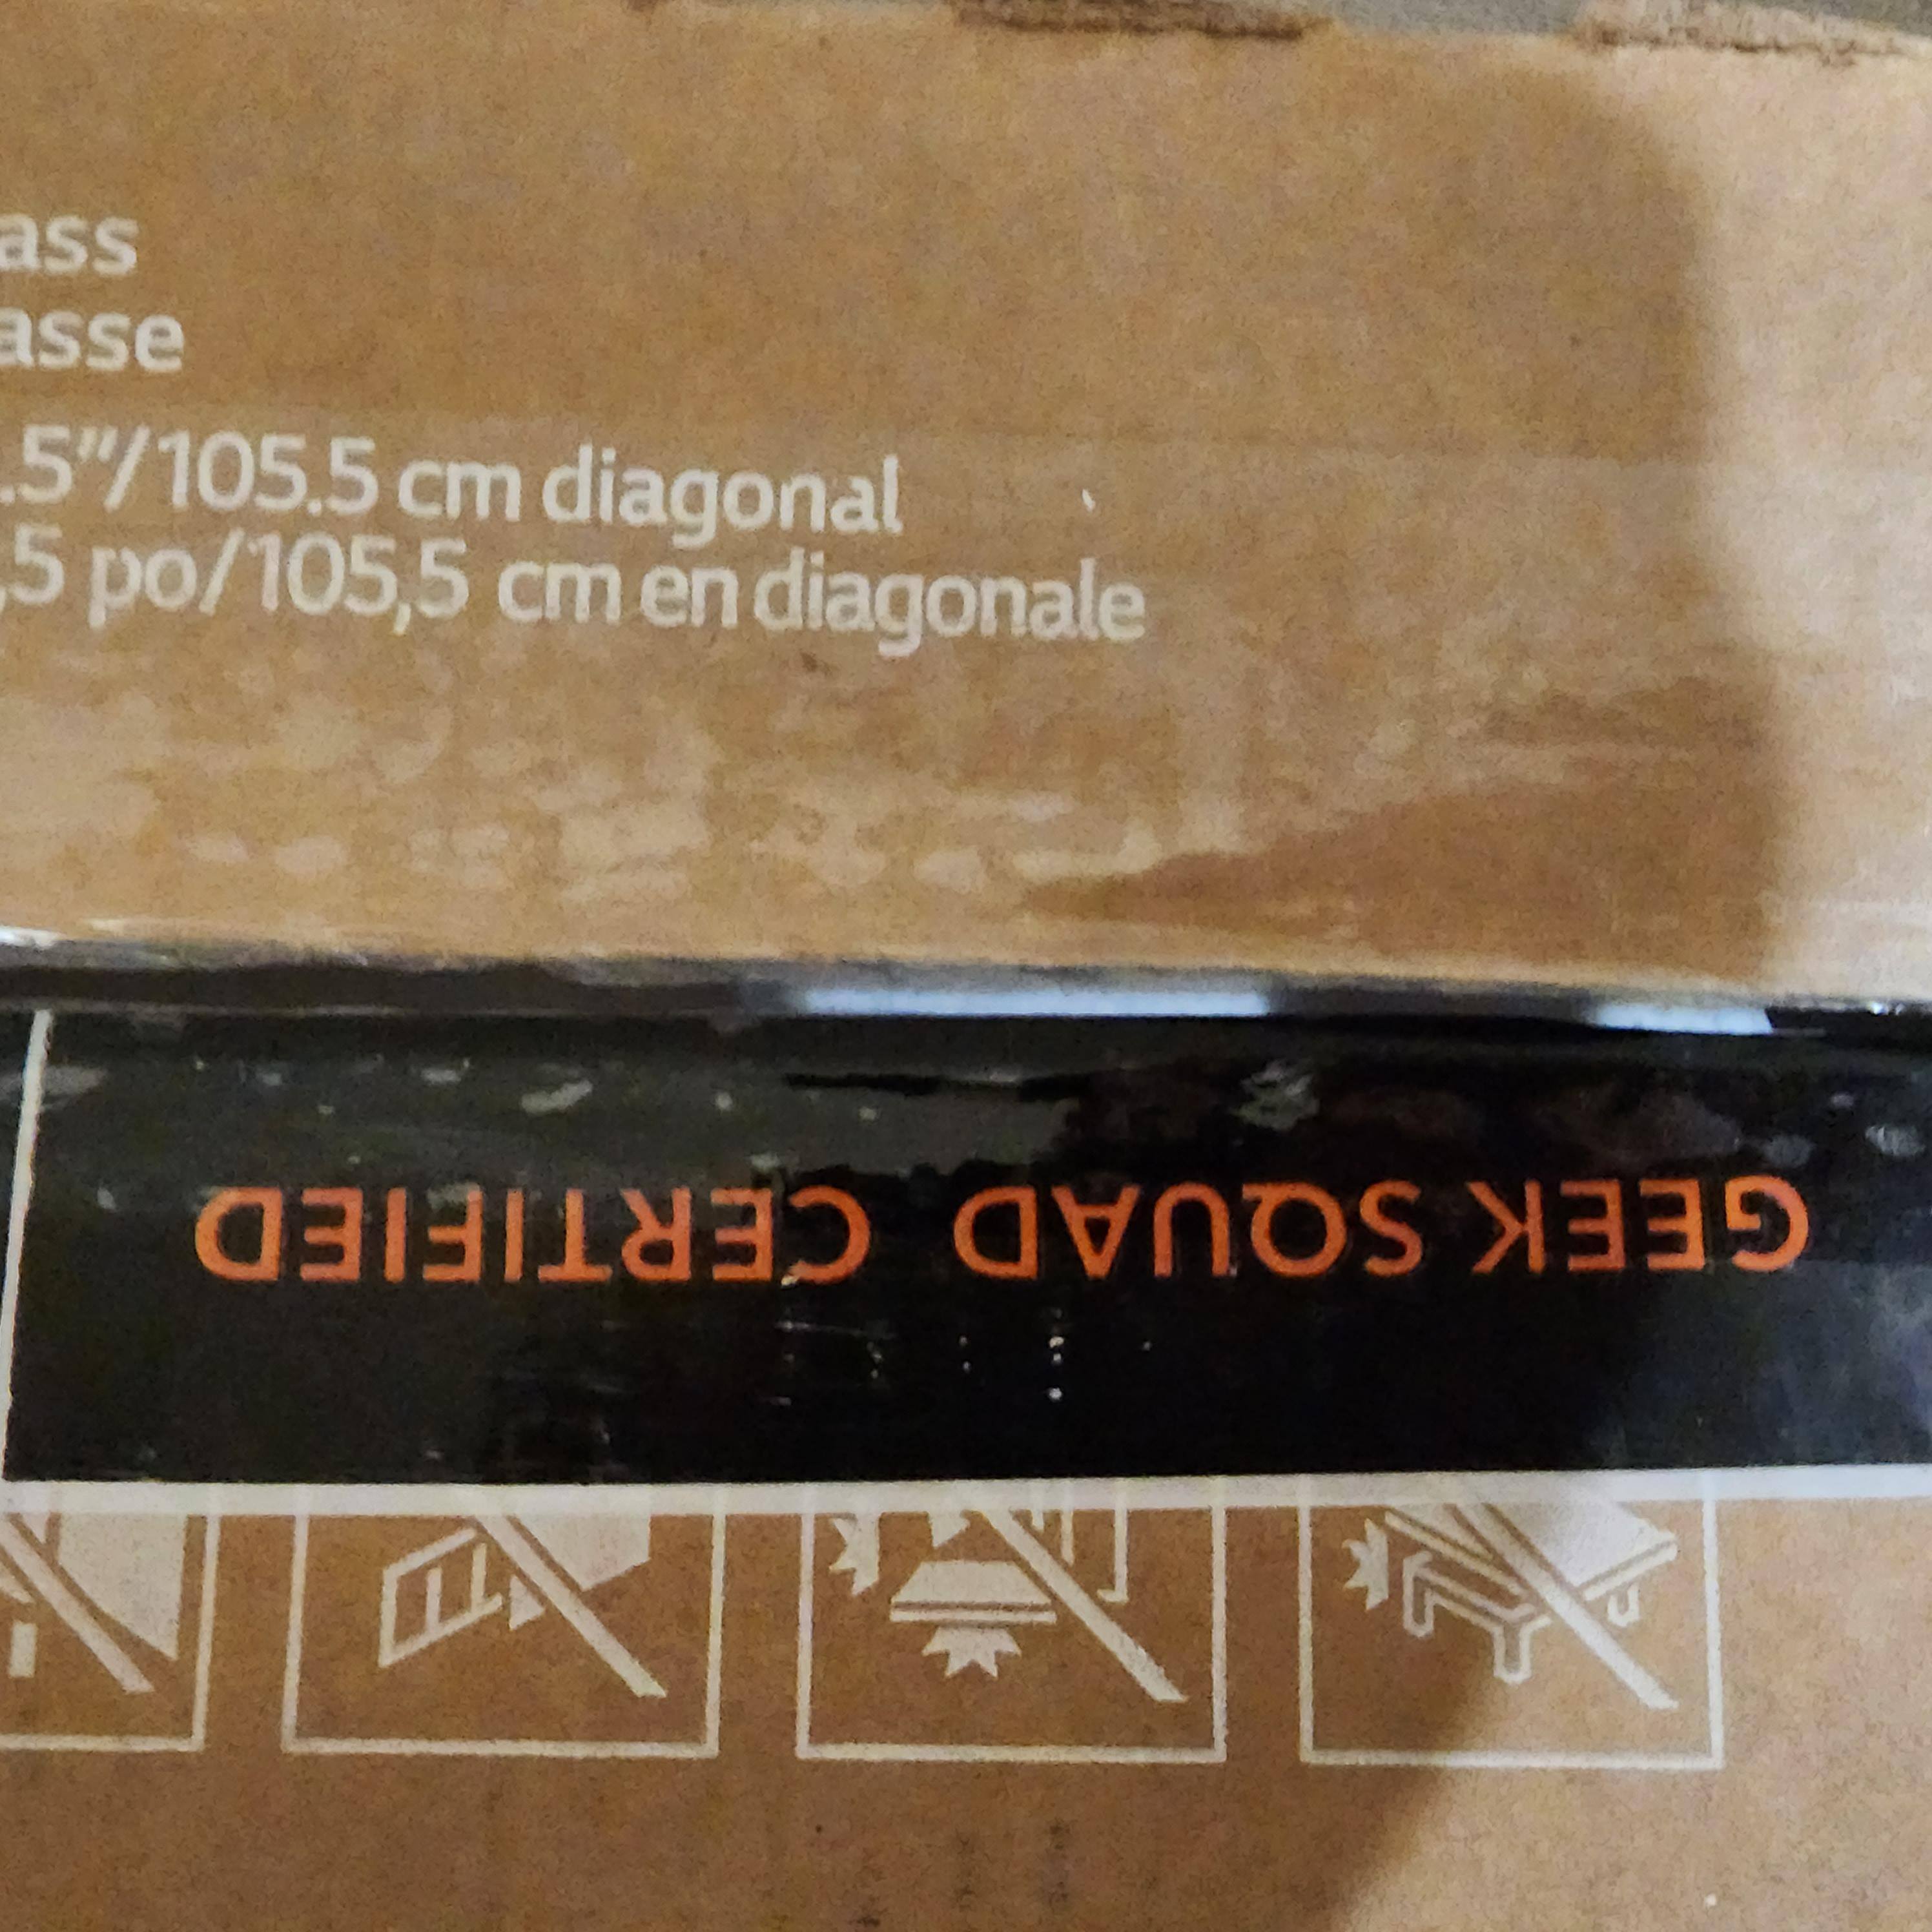 ass
asse
.5"/105.5 cm diagonal
,5 po/105,5 cm en diagonale
GEEK SQUAD CERTIFIED